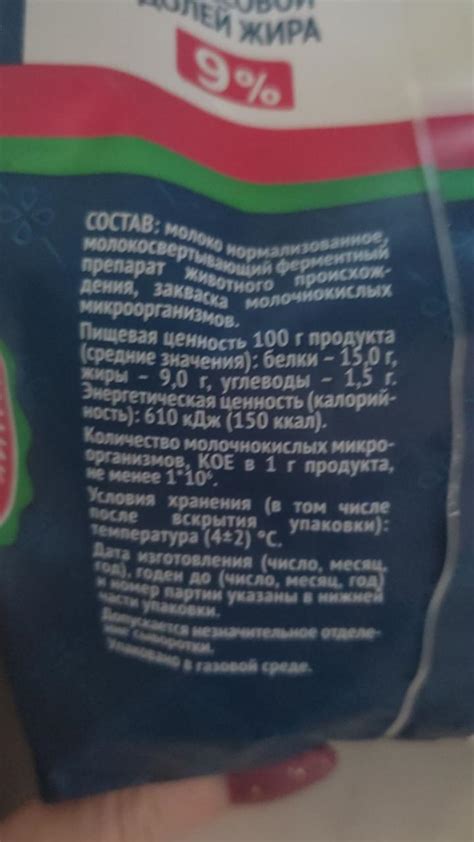 ДОЛЕЙ ЖИРА
9%
СОСТАВ: молоко нормализованное,
молокосвертывающий ферментный
препарат животного происхож-
дения, закваска молочнокислых
микроорганизмов.
Пищевая ценность 100 г продукта
(средние значения): белки – 15,0 г,
жиры – 9,0 г, углеводы – 1,5 г.
Энергетическая ценность (калорий-
ность): 610 кДж (150 ккал).
Количество молочнокислых микро-
организмов, КОЕ в 1 г продукта,
не менее 1*10⁶.
Условия хранения (в том числе
после вскрытия упаковки):
температура (4±2) °С.
Дата изготовления (число, месяц,
год), годен до (число, месяц, год)
и номер партии указаны в нижней
части упаковки.
Допускается незначительное отделе-
ние сыворотки.
Упаковано в газовой среде.